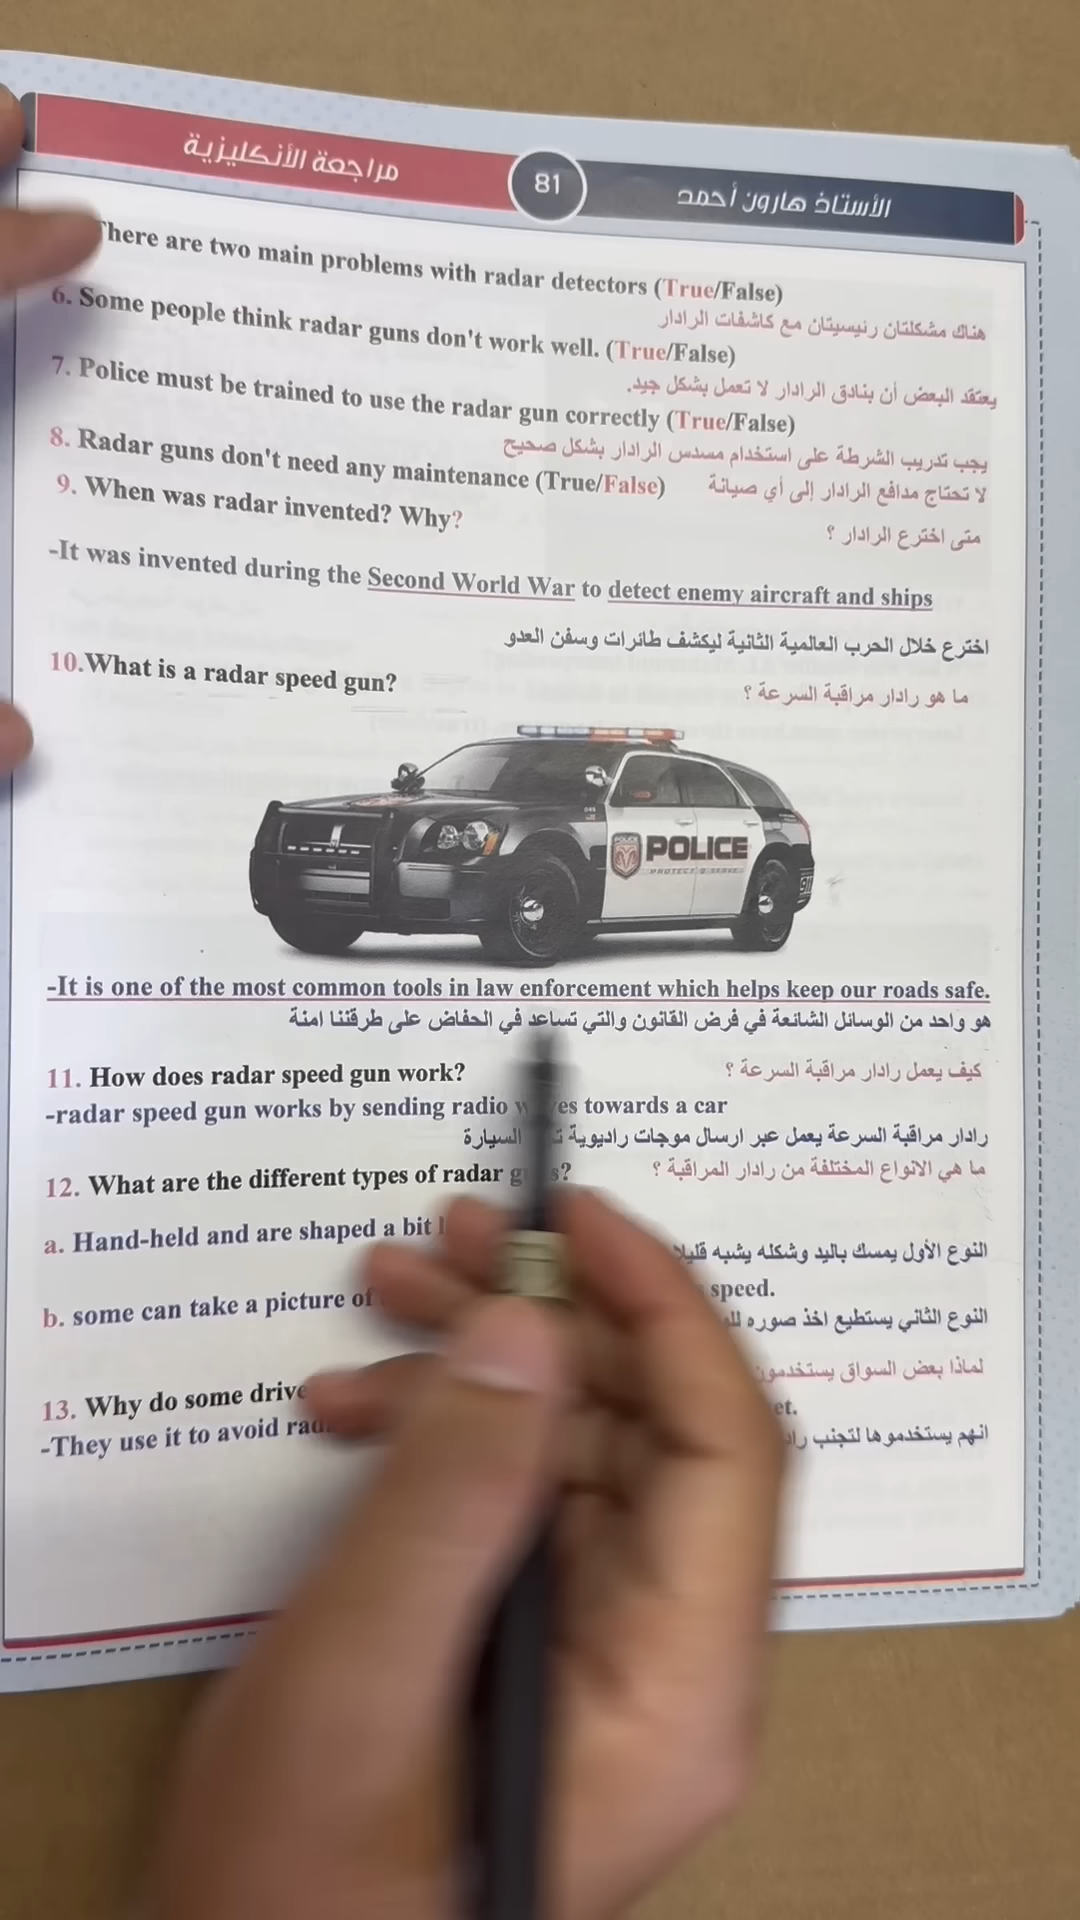 مراجعة الأنكليزية
81
الأستاذ هارون أحمد
here are two main problems with radar detectors (True/False)
هناك مشكلتان رئيسيتان مع كاشفات الرادار
6. Some people think radar guns don't work well. (True/False)
يعتقد البعض أن بنادق الرادار لا تعمل بشكل جيد.
7. Police must be trained to use the radar gun correctly (True/False)
يجب تدريب الشرطة على استخدام مسدس الرادار بشكل صحيح
8. Radar guns don't need any maintenance (True/False)
لا تحتاج مدافع الرادار إلى أي صيانة
9. When was radar invented? Why?
متى اخترع الرادار ؟
-It was invented during the Second World War to detect enemy aircraft and ships
اخترع خلال الحرب العالمية الثانية ليكشف طائرات وسفن العدو
10.What is a radar speed gun?
ما هو رادار مراقبة السرعة ؟
POLICE
PROTECT & SERVE
911
-It is one of the most common tools in law enforcement which helps keep our roads safe.
هو واحد من الوسائل الشائعة في فرض القانون والتي تساعد في الحفاض على طرقتنا امنة
11. How does radar speed gun work?
كيف يعمل رادار مراقبة السرعة ؟
-radar speed gun works by sending radio towards a car
رادار مراقبة السرعة يعمل عبر ارسال موجات راديوية السيارة
12. What are the different types of radar
ما هي الانواع المختلفة من رادار المراقبة ؟
a. Hand-held and are shaped a bit
النوع الأول يمسك باليد وشكله يشبه قليلا
b. some can take a picture of speed.
النوع الثاني يستطيع اخذ صوره
13. Why do some
لماذا بعض السواق يستخدمون
-They use it to avoid
انهم يستخدموها لتجنب